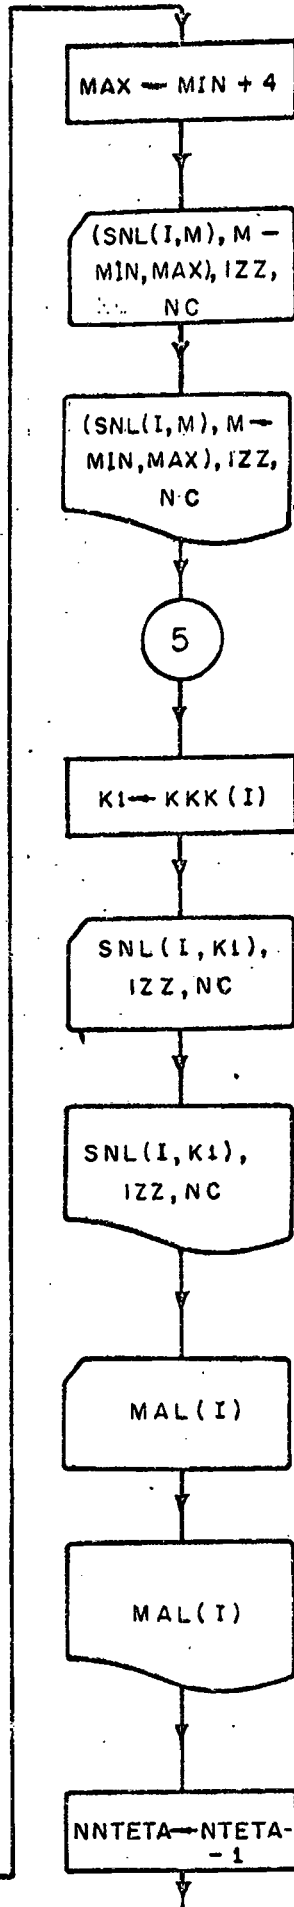 MAX ← MIN + 4
(SNL(I,M), M −
MIN,MAX), IZZ,
NC
(SNL(I,M), M ←
MIN,MAX), IZZ,
NC
5
K1 ← KKK(I)
SNL(I,K1),
IZZ,NC
SNL(I,K1),
IZZ,NC
MAL(I)
MAL(I)
NNTETA ← NTETA-
-1